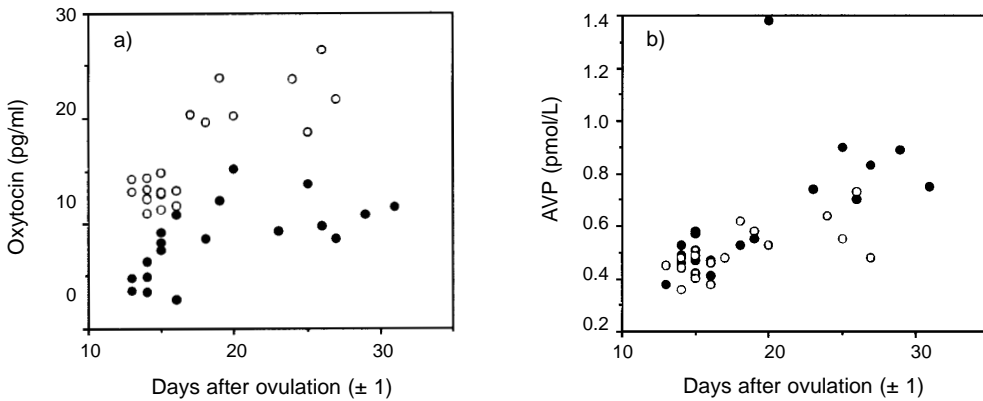 a)
Oxytocin (pg/ml)
30
20
10
0
10 20 30
Days after ovulation (± 1)
b)
AVP (pmol/L)
1.4
1.2
1.0
0.8
0.6
0.4
0.2
10 20 30
Days after ovulation (± 1)